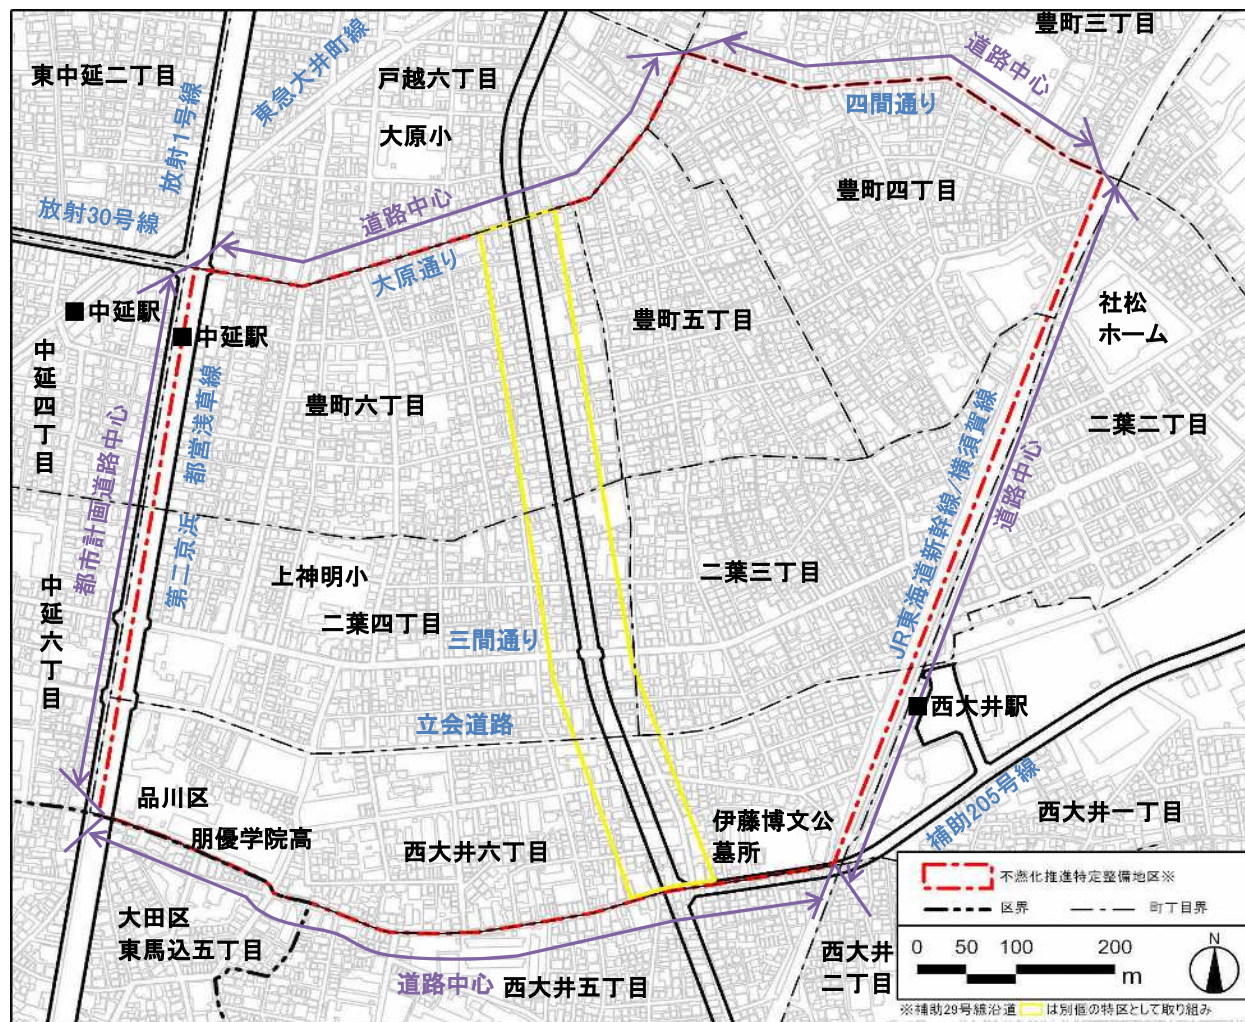 豊町三丁目
東中延二丁目
放射1号線
東急大井町線
戸越六丁目
大原小
道路中心
四間通り
豊町四丁目
放射30号線
道路中心
大原通り
■中延駅
■中延駅
中延四丁目
豊町五丁目
社松
ホーム
豊町六丁目
都市計画道路中心
第二京浜 都営浅草線
JR東海道新幹線/横須賀線
道路中心
二葉二丁目
中延六丁目
上神明小
二葉四丁目
三間通り
二葉三丁目
立会道路
■西大井駅
品川区
朋優学院高
西大井六丁目
伊藤博文公
墓所
補助205号線
西大井一丁目
大田区
東馬込五丁目
道路中心
西大井五丁目
西大井
二丁目
不燃化推進特定整備地区※
区界
町丁目界
0 50 100 200
m
N
※補助29号線沿道 は別個の特区として取り組み